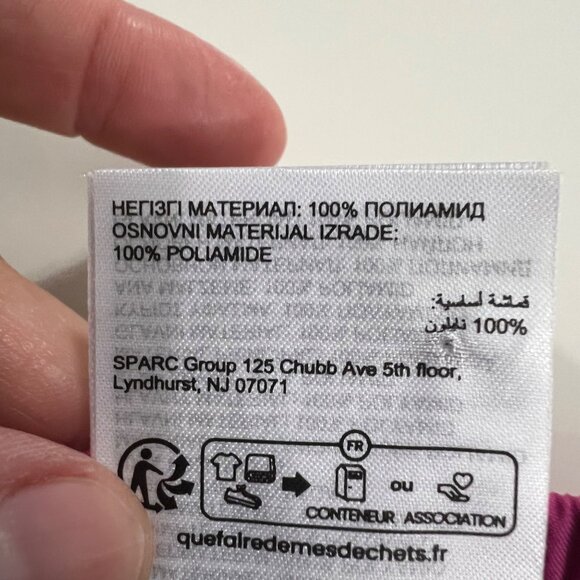 НЕГІЗГІ МАТЕРИАЛ: 100% ПОЛИАМИД
OSNOVNI MATERIJAL IZRADE:
100% POLIAMIDE
قماشة أساسية:
100% نايلون
SPARC Group 125 Chubb Ave 5th floor,
Lyndhurst, NJ 07071
FR
ou
CONTENEUR ASSOCIATION
quefairedemesdechets.fr